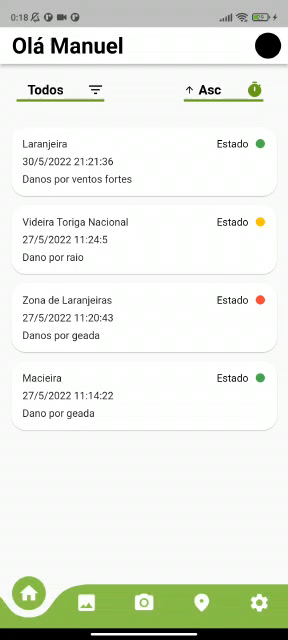 0:18
Olá Manuel
Todos
Asc
Laranjeira
Estado
30/5/2022 21:21:36
Danos por ventos fortes
Videira Toriga Nacional
Estado
27/5/2022 11:24:5
Dano por raio
Zona de Laranjeiras
Estado
27/5/2022 11:20:43
Danos por geada
Macieira
Estado
27/5/2022 11:14:22
Dano por geada